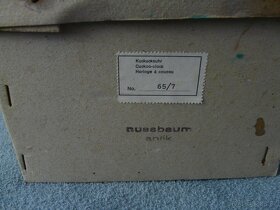 Kuckucksuhr
Cuckoo-clock
Horloge à coucou
No. 65/7
nussbaum
antik